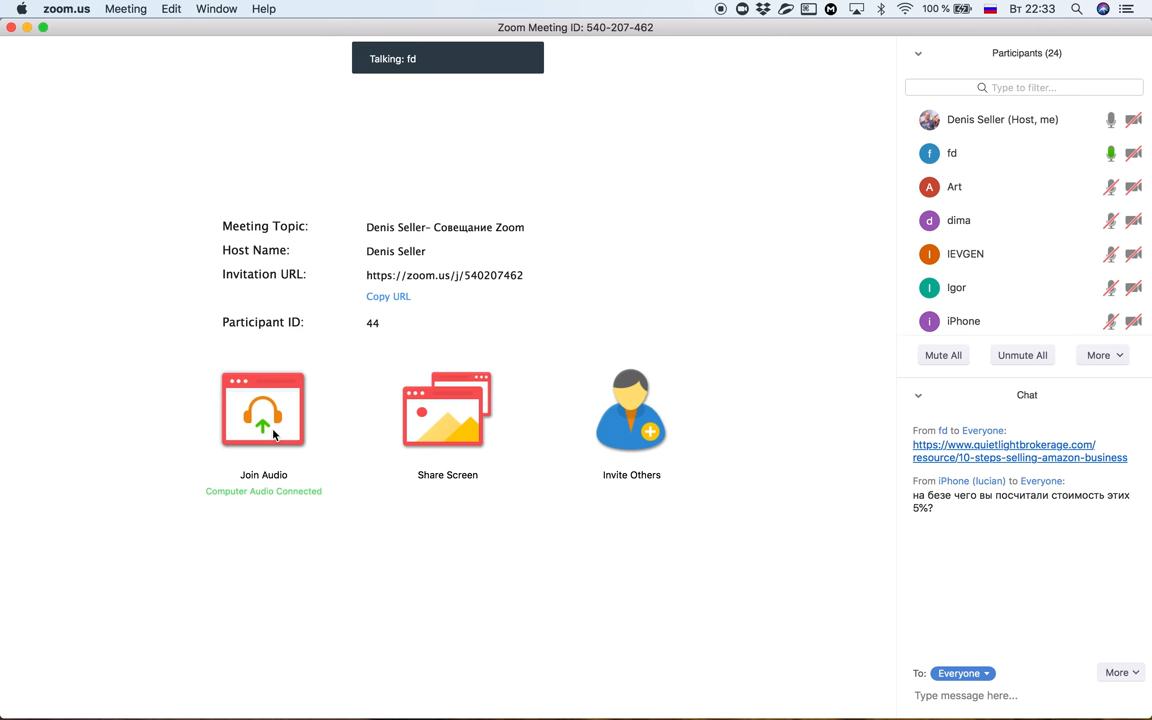 zoom.us Meeting Edit Window Help
100 % Вт 22:33
Zoom Meeting ID: 540-207-462
Talking: fd
Meeting Topic: Denis Seller- Совещание Zoom
Host Name: Denis Seller
Invitation URL: https://zoom.us/j/540207462
Copy URL
Participant ID: 44
Join Audio
Computer Audio Connected
Share Screen
Invite Others
Participants (24)
Type to filter...
Denis Seller (Host, me)
f fd
A Art
d dima
I IEVGEN
I Igor
i iPhone
Mute All Unmute All More
Chat
From fd to Everyone:
https://www.quietlightbrokerage.com/
resource/10-steps-selling-amazon-business
From iPhone (lucian) to Everyone:
на безе чего вы посчитали стоимость этих
5%?
To: Everyone More
Type message here...